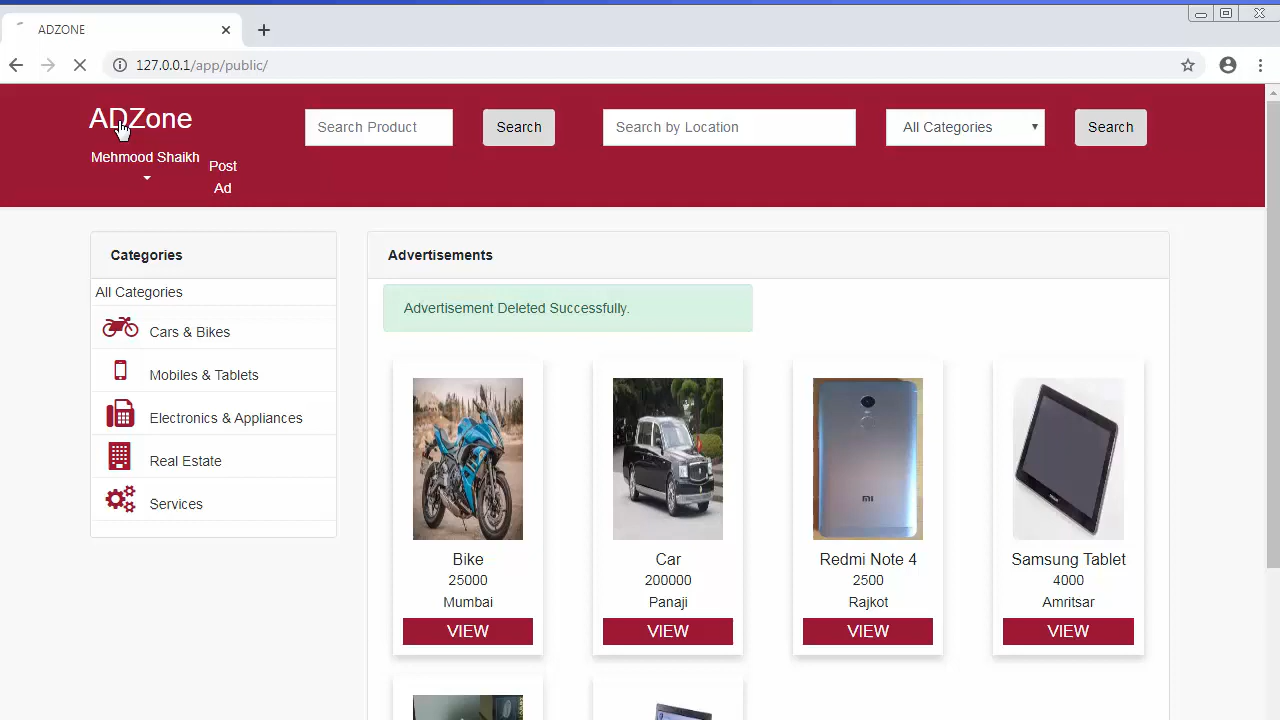 ADZONE
127.0.0.1/app/public/
ADZone
Search Product
Search
Search by Location
All Categories
Search
Mehmood Shaikh
Post
Ad
Categories
All Categories
Cars & Bikes
Mobiles & Tablets
Electronics & Appliances
Real Estate
Services
Advertisements
Advertisement Deleted Successfully.
Bike
25000
Mumbai
VIEW
Car
200000
Panaji
VIEW
Redmi Note 4
2500
Rajkot
VIEW
Samsung Tablet
4000
Amritsar
VIEW